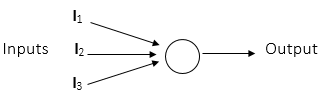 I₁
Inputs I₂ Output
I₃